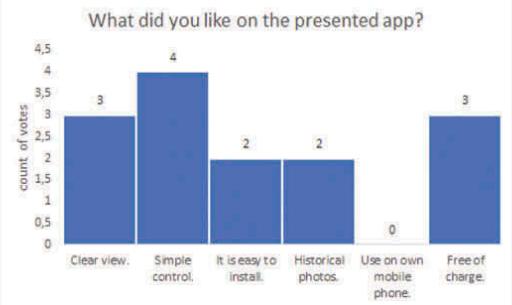 What did you like on the presented app?
count of votes
4,5
4
3,5
3
2,5
2
1,5
1
0,5
0
3
4
2
2
0
3
Clear view.
Simple
control.
It is easy to
install.
Historical
photos.
Use on own
mobile
phone.
Free of
charge.